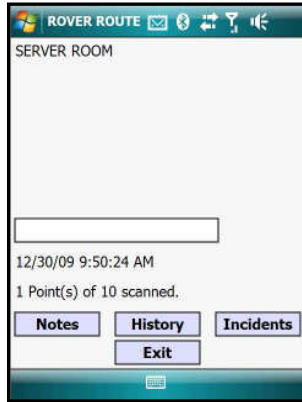 ROVER ROUTE
SERVER ROOM
12/30/09 9:50:24 AM
1 Point(s) of 10 scanned.
Notes History Incidents
Exit